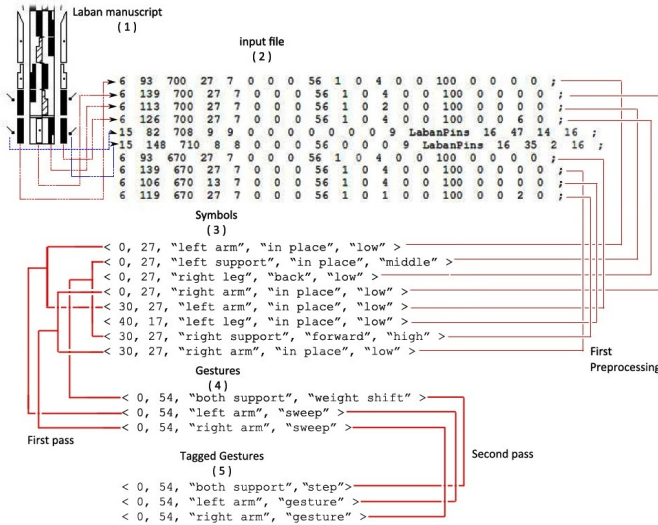 Laban manuscript
( 1 )
input file
( 2 )
6 93 700 27 7 0 0 0 56 1 0 4 0 0 100 0 0 0 0 ;
6 139 700 27 7 0 0 0 56 1 0 4 0 0 100 0 0 0 0 ;
6 113 700 27 7 0 0 0 56 1 0 2 0 0 100 0 0 0 0 ;
6 126 700 27 7 0 0 0 56 1 0 4 0 0 100 0 0 6 0 ;
15 82 708 9 9 0 0 0 0 0 0 9 LabanPins 16 47 14 16 ;
15 148 710 8 8 0 0 0 0 0 0 9 LabanPins 16 35 2 16 ;
6 93 670 27 7 0 0 0 56 1 0 4 0 0 100 0 0 0 0 ;
6 139 670 27 7 0 0 0 56 1 0 4 0 0 100 0 0 0 0 ;
6 106 670 13 7 0 0 0 56 1 0 4 0 0 100 0 0 0 0 ;
6 119 670 27 7 0 0 0 56 1 0 1 0 0 100 0 0 2 0 ;
Symbols
( 3 )
< 0, 27, “left arm”, “in place”, “low” >
< 0, 27, “left support”, “in place”, “middle” >
< 0, 27, “right leg”, “back”, “low” >
< 0, 27, “right arm”, “in place”, “low” >
< 30, 27, “left arm”, “in place”, “low” >
< 40, 17, “left leg”, “in place”, “low” >
< 30, 27, “right support”, “forward”, “high” >
< 30, 27, “right arm”, “in place”, “low” >
First
Preprocessing
Gestures
( 4 )
< 0, 54, “both support”, “weight shift” >
< 0, 54, “left arm”, “sweep” >
< 0, 54, “right arm”, “sweep” >
First pass
Second pass
Tagged Gestures
( 5 )
< 0, 54, “both support”,“step”>
< 0, 54, “left arm”, “gesture” >
< 0, 54, “right arm”, “gesture” >